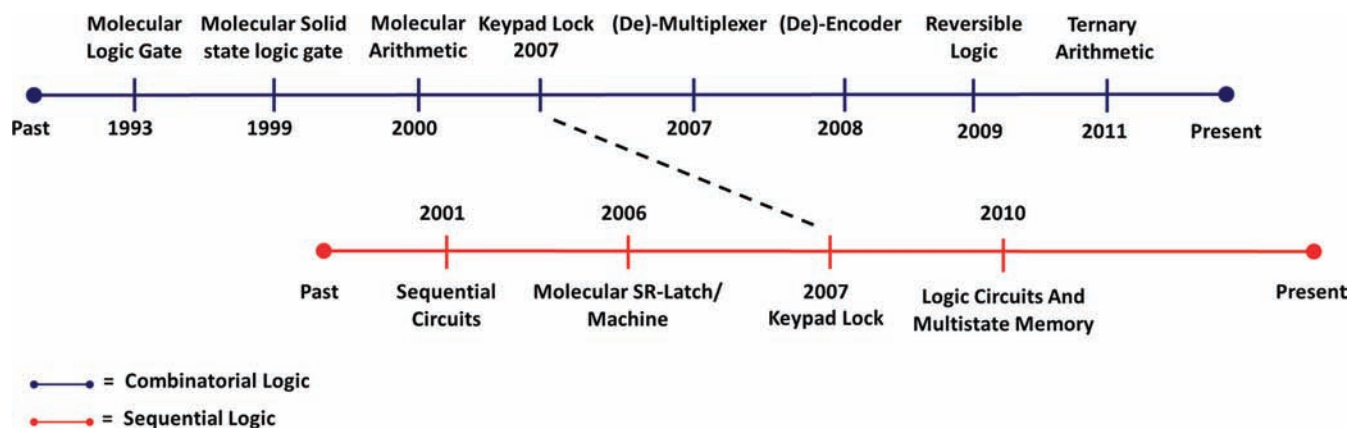 Molecular
Logic Gate
Molecular Solid
state logic gate
Molecular
Arithmetic
Keypad Lock
2007
(De)-Multiplexer
(De)-Encoder
Reversible
Logic
Ternary
Arithmetic
Past
1993
1999
2000
2007
2008
2009
2011
Present
2001
2006
2010
Past
Sequential
Circuits
Molecular SR-Latch/
Machine
2007
Keypad Lock
Logic Circuits And
Multistate Memory
Present
= Combinatorial Logic
= Sequential Logic